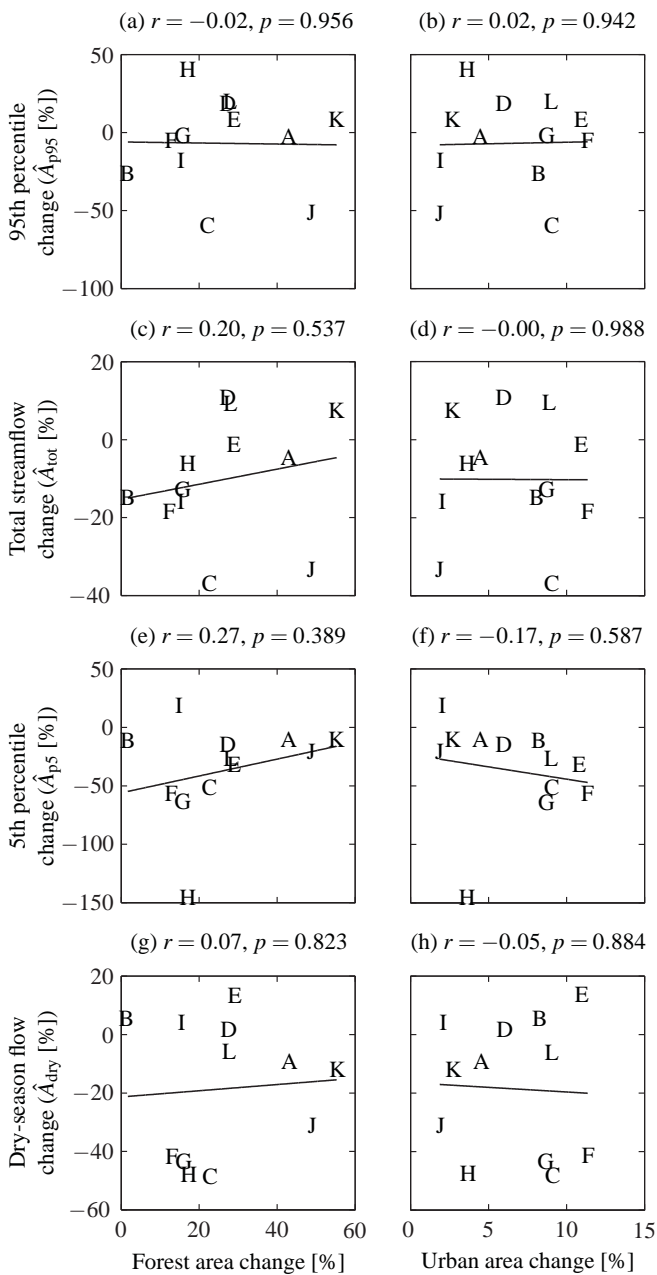 (a) r = −0.02, p = 0.956
(b) r = 0.02, p = 0.942
95th percentile
change (Â_p95 [%])
50
0
−50
−100
H
D L
E
K
F G
A
I
B
C
J
H
D
L
K
E
A
G
F
I
B
J
C
(c) r = 0.20, p = 0.537
(d) r = −0.00, p = 0.988
Total streamflow
change (Â_tot [%])
20
0
−20
−40
D
L
K
E
H
A
G
B
I
F
J
C
D
L
K
E
A
H
G
B
I
F
J
C
(e) r = 0.27, p = 0.389
(f) r = −0.17, p = 0.587
5th percentile
change (Â_p5 [%])
50
0
−50
−100
−150
I
B
D
A
K
J
L
E
C
F
G
H
I
K
A
D
B
J
L
E
C
F
G
H
(g) r = 0.07, p = 0.823
(h) r = −0.05, p = 0.884
Dry-season flow
change (Â_dry [%])
20
0
−20
−40
−60
E
B
I
D
L
A
K
J
F
G
H
C
E
B
I
D
L
A
K
J
F
G
H
C
0 20 40 60
0 5 10 15
Forest area change [%]
Urban area change [%]